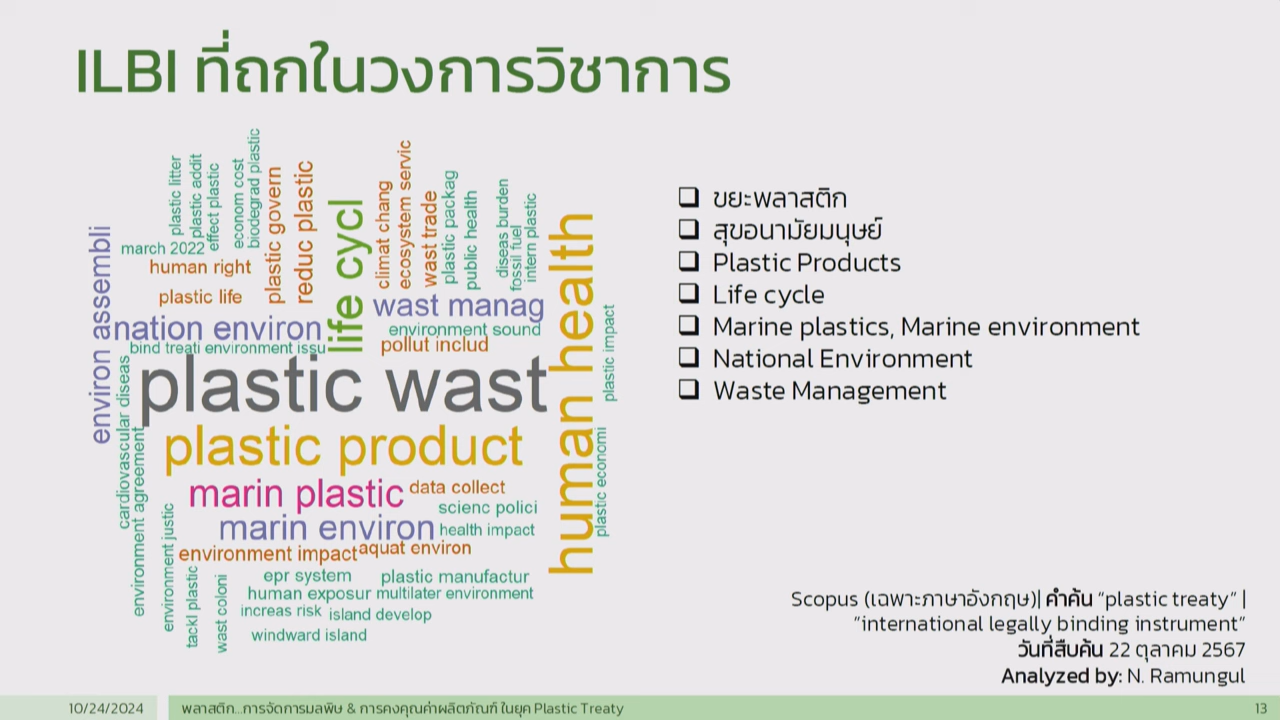 ILBI ที่ถกในวงการวิชาการ
plastic litter
plastic addit
effect plastic
econom cost
biodegrad plastic
plastic govern
reduc plastic
life cycl
climat chang
ecosystem servic
wast trade
plastic packag
public health
diseas burden
fossil fuel
intern plastic
march 2022
human right
plastic life
environ assembli
nation environ
wast manag
environment sound
bind treati
environment issu
pollut includ
human health
plastic impact
plastic wast
cardiovascular diseas
plastic product
marin plastic
data collect
scienc polici
plastic economi
marin environ
health impact
environment agreement
environment justic
environment impact
aquat environ
tackl plastic
wast coloni
epr system
plastic manufactur
human exposur
multilater environment
increas risk
island develop
windward island
❑ ขยะพลาสติก
❑ สุขอนามัยมนุษย์
❑ Plastic Products
❑ Life cycle
❑ Marine plastics, Marine environment
❑ National Environment
❑ Waste Management
Scopus (เฉพาะภาษาอังกฤษ)| คำค้น “plastic treaty” |
“international legally binding instrument”
วันที่สืบค้น 22 ตุลาคม 2567
Analyzed by: N. Ramungul
10/24/2024
พลาสติก...การจัดการมลพิษ & การคงคุณค่าผลิตภัณฑ์ ในยุค Plastic Treaty
13